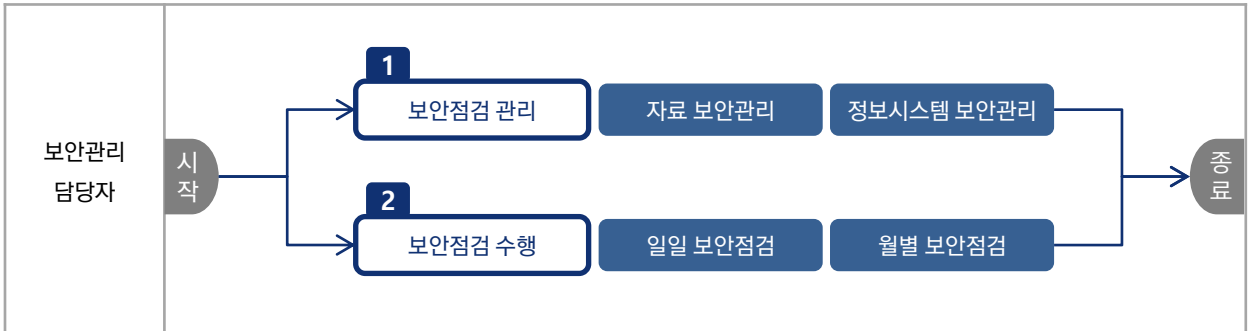 보안관리
담당자
시
작
1
보안점검 관리
자료 보안관리
정보시스템 보안관리
2
보안점검 수행
일일 보안점검
월별 보안점검
종
료